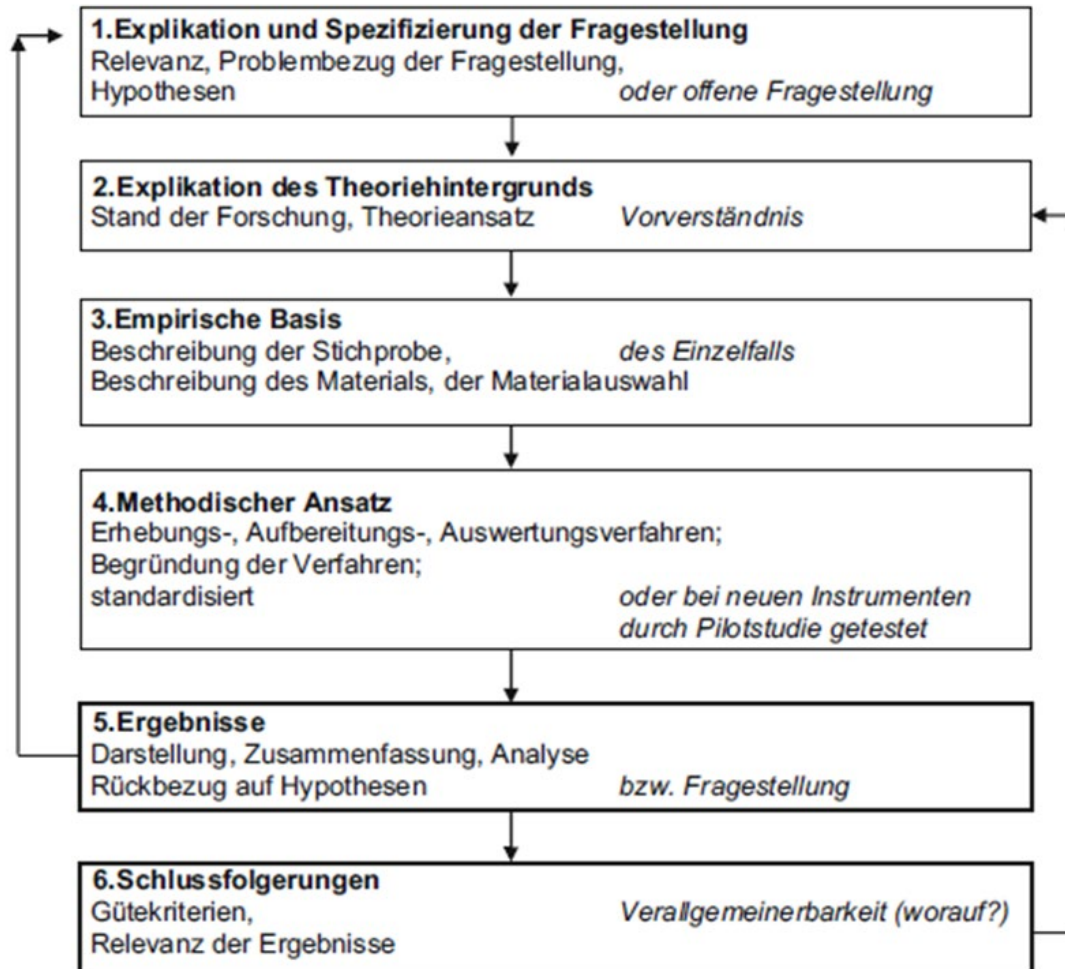 1.Explikation und Spezifizierung der Fragestellung
Relevanz, Problembezug der Fragestellung,
Hypothesen oder offene Fragestellung
2.Explikation des Theoriehintergrunds
Stand der Forschung, Theorieansatz Vorverständnis
3.Empirische Basis
Beschreibung der Stichprobe, des Einzelfalls
Beschreibung des Materials, der Materialauswahl
4.Methodischer Ansatz
Erhebungs-, Aufbereitungs-, Auswertungsverfahren;
Begründung der Verfahren;
standardisiert oder bei neuen Instrumenten
durch Pilotstudie getestet
5.Ergebnisse
Darstellung, Zusammenfassung, Analyse
Rückbezug auf Hypothesen bzw. Fragestellung
6.Schlussfolgerungen
Gütekriterien, Verallgemeinerbarkeit (worauf?)
Relevanz der Ergebnisse